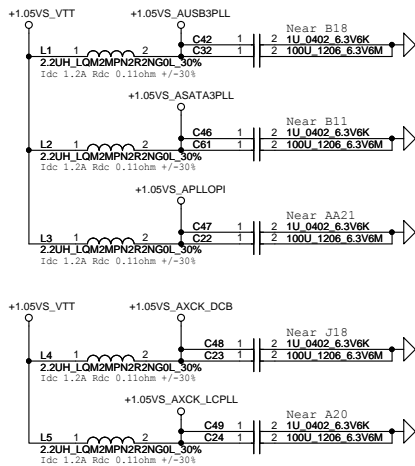 +1.05VS_VTT +1.05VS_AUSB3PLL
Near B18
C42 1 2 1U_0402_6.3V6K
C32 1 2 100U_1206_6.3V6M
L1 1 2
2.2UH_LQM2MPN2R2NG0L_30%
Idc 1.2A Rdc 0.11ohm +/-30%
+1.05VS_ASATA3PLL
Near B11
C46 1 2 1U_0402_6.3V6K
C61 1 2 100U_1206_6.3V6M
L2 1 2
2.2UH_LQM2MPN2R2NG0L_30%
Idc 1.2A Rdc 0.11ohm +/-30%
+1.05VS_APLLOPI
Near AA21
C47 1 2 1U_0402_6.3V6K
C22 1 2 100U_1206_6.3V6M
L3 1 2
2.2UH_LQM2MPN2R2NG0L_30%
Idc 1.2A Rdc 0.11ohm +/-30%
+1.05VS_VTT +1.05VS_AXCK_DCB
Near J18
C48 1 2 1U_0402_6.3V6K
C23 1 2 100U_1206_6.3V6M
L4 1 2
2.2UH_LQM2MPN2R2NG0L_30%
Idc 1.2A Rdc 0.11ohm +/-30%
+1.05VS_AXCK_LCPLL
Near A20
C49 1 2 1U_0402_6.3V6K
C24 1 2 100U_1206_6.3V6M
L5 1 2
2.2UH_LQM2MPN2R2NG0L_30%
Idc 1.2A Rdc 0.11ohm +/-30%